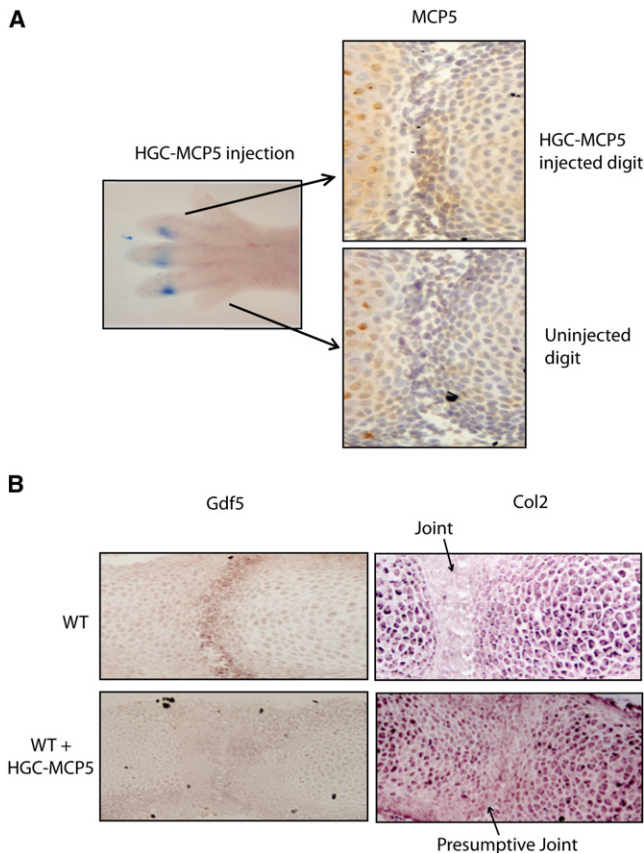 A
MCP5
HGC-MCP5 injection
HGC-MCP5
injected digit
Uninjected
digit
B
Gdf5
Col2
Joint
WT
WT +
HGC-MCP5
Presumptive Joint